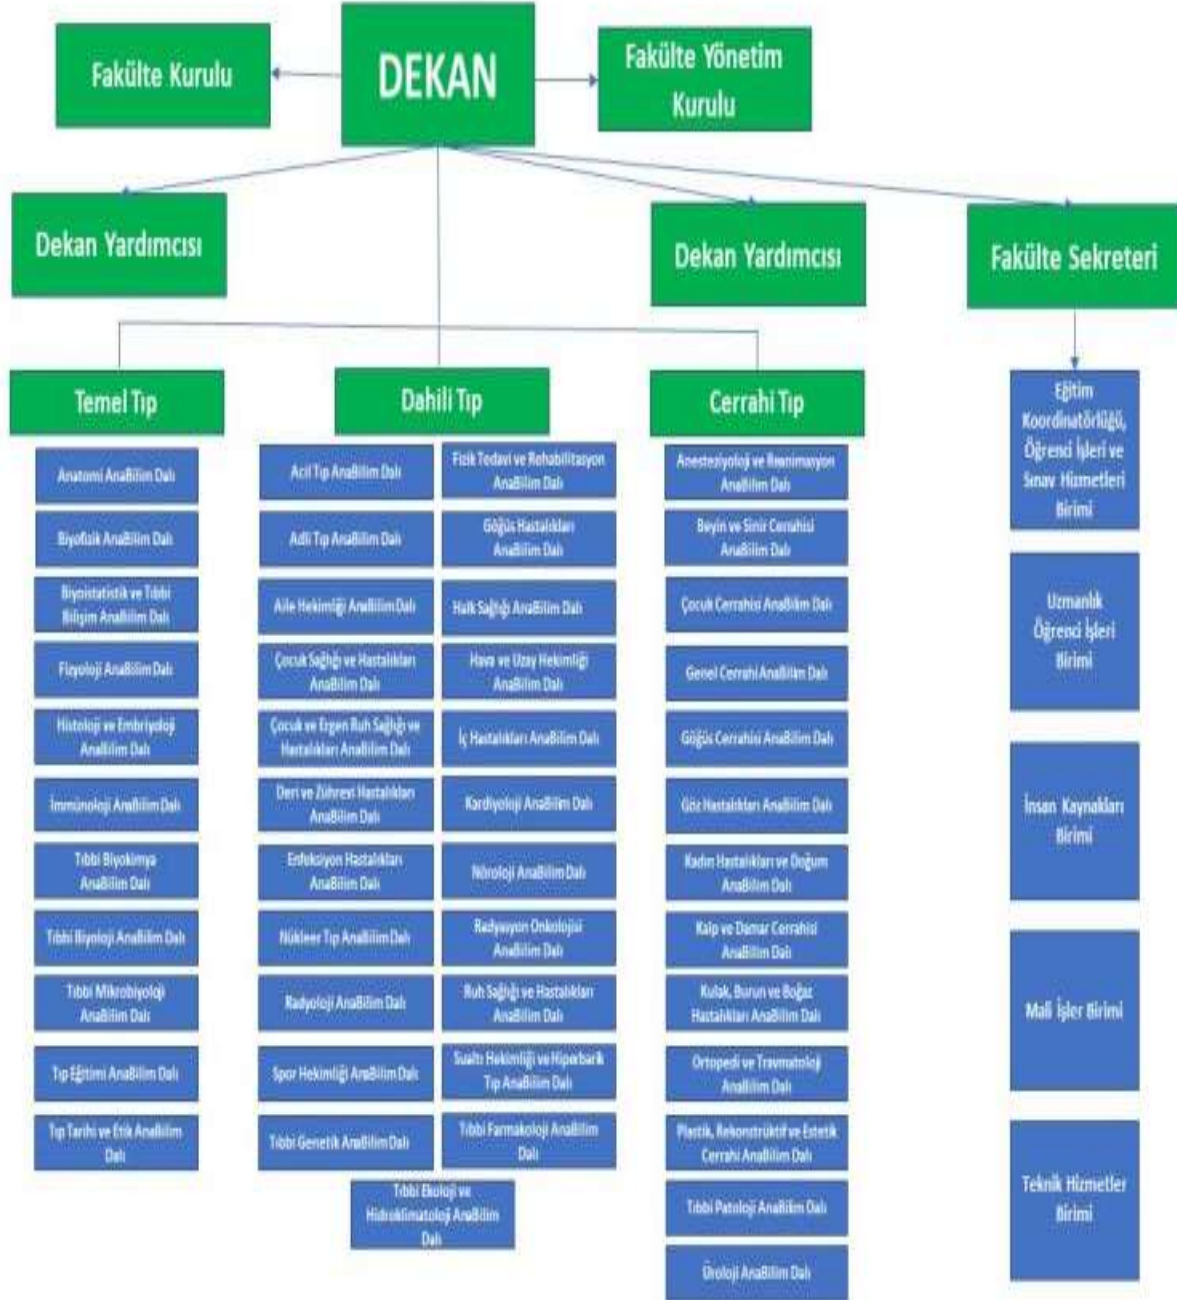 Fakülte Kurulu
DEKAN
Fakülte Yönetim
Kurulu
Dekan Yardımcısı
Dekan Yardımcısı
Fakülte Sekreteri
Temel Tıp
Anatomi AnaBilim Dalı
Biyofizik AnaBilim Dalı
Biyoistatistik ve Tıbbi
Bilişim AnaBilim Dalı
Fizyoloji AnaBilim Dalı
Histoloji ve Embriyoloji
AnaBilim Dalı
İmmünoloji AnaBilim Dalı
Tıbbi Biyokimya
AnaBilim Dalı
Tıbbi Biyoloji AnaBilim Dalı
Tıbbi Mikrobiyoloji
AnaBilim Dalı
Tıp Eğitimi AnaBilim Dalı
Tıp Tarihi ve Etik AnaBilim
Dalı
Dahili Tıp
Acil Tıp AnaBilim Dalı
Adli Tıp AnaBilim Dalı
Aile Hekimliği AnaBilim Dalı
Çocuk Sağlığı ve Hastalıkları
AnaBilim Dalı
Çocuk ve Ergen Ruh Sağlığı ve
Hastalıkları AnaBilim Dalı
Deri ve Zührevi Hastalıkları
AnaBilim Dalı
Enfeksiyon Hastalıkları
AnaBilim Dalı
Nükleer Tıp AnaBilim Dalı
Radyoloji AnaBilim Dalı
Spor Hekimliği AnaBilim Dalı
Tıbbi Genetik AnaBilim Dalı
Fizik Tedavi ve Rehabilitasyon
AnaBilim Dalı
Göğüs Hastalıkları
AnaBilim Dalı
Halk Sağlığı AnaBilim Dalı
Hava ve Uzay Hekimliği
AnaBilim Dalı
İç Hastalıkları AnaBilim Dalı
Kardiyoloji AnaBilim Dalı
Nöroloji AnaBilim Dalı
Radyasyon Onkolojisi
AnaBilim Dalı
Ruh Sağlığı ve Hastalıkları
AnaBilim Dalı
Sualtı Hekimliği ve Hiperbarik
Tıp AnaBilim Dalı
Tıbbi Farmakoloji AnaBilim
Dalı
Tıbbi Ekoloji ve
Hidroklimatoloji AnaBilim
Dalı
Cerrahi Tıp
Anesteziyoloji ve Reanimasyon
AnaBilim Dalı
Beyin ve Sinir Cerrahisi
AnaBilim Dalı
Çocuk Cerrahisi AnaBilim Dalı
Genel Cerrahi AnaBilim Dalı
Göğüs Cerrahisi AnaBilim Dalı
Göz Hastalıkları AnaBilim Dalı
Kadın Hastalıkları ve Doğum
AnaBilim Dalı
Kalp ve Damar Cerrahisi
AnaBilim Dalı
Kulak, Burun ve Boğaz
Hastalıkları AnaBilim Dalı
Ortopedi ve Travmatoloji
AnaBilim Dalı
Plastik, Rekonstrüktif ve Estetik
Cerrahi AnaBilim Dalı
Tıbbi Patoloji AnaBilim Dalı
Üroloji AnaBilim Dalı
Eğitim
Koordinatörlüğü,
Öğrenci İşleri ve
Sınav Hizmetleri
Birimi
Uzmanlık
Öğrenci İşleri
Birimi
İnsan Kaynakları
Birimi
Mali İşler Birimi
Teknik Hizmetler
Birimi